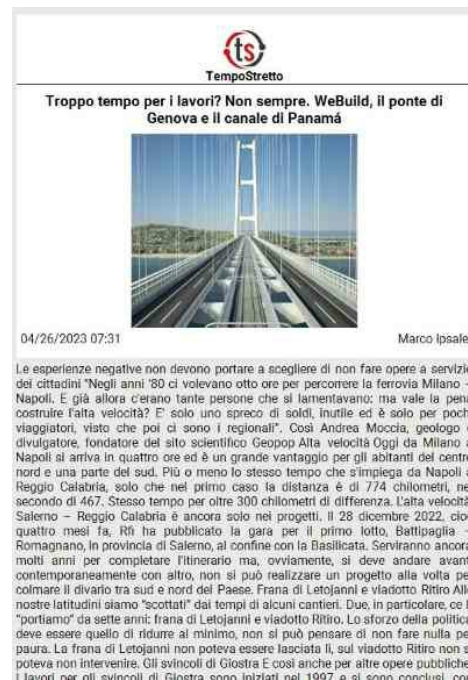 ts
TempoStretto
Troppo tempo per i lavori? Non sempre. WeBuild, il ponte di
Genova e il canale di Panamá
04/26/2023 07:31
Marco Ipsale
Le esperienze negative non devono portare a scegliere di non fare opere a servizio
dei cittadini "Negli anni '80 ci volevano otto ore per percorrere la ferrovia Milano -
Napoli. E già allora c'erano tante persone che si lamentavano: ma vale la pena
costruire l'alta velocità? E' solo uno spreco di soldi, inutile ed è solo per poch
viaggiatori, visto che poi ci sono i regionali". Così Andrea Moccia, geologo e
divulgatore, fondatore del sito scientifico Geopop Alta velocità Oggi da Milano a
Napoli si arriva in quattro ore ed è un grande vantaggio per gli abitanti del centro
nord e una parte del sud. Più o meno lo stesso tempo che s'impiega da Napoli a
Reggio Calabria, solo che nel primo caso la distanza è di 774 chilometri, ne
secondo di 467. Stesso tempo per oltre 300 chilometri di differenza. L'alta velocità
Salerno – Reggio Calabria è ancora solo nei progetti. Il 28 dicembre 2022, cio
quattro mesi fa, Rfi ha pubblicato la gara per il primo lotto, Battipaglia -
Romagnano, in provincia di Salerno, al confine con la Basilicata. Serviranno ancora
molti anni per completare l'itinerario ma, ovviamente, si deve andare avant
contemporaneamente con altro, non si può realizzare un progetto alla volta pe
colmare il divario tra sud e nord del Paese. Frana di Letojanni e viadotto Ritiro Alle
nostre latitudini siamo "scottati" dai tempi di alcuni cantieri. Due, in particolare, ce l
"portiamo" da sette anni: frana di Letojanni e viadotto Ritiro. Lo sforzo della politica
deve essere quello di ridurre al minimo, non si può pensare di non fare nulla pe
paura. La frana di Letojanni non poteva essere lasciata lì, sul viadotto Ritiro non s
poteva non intervenire. Gli svincoli di Giostra E così anche per altre opere pubbliche
I lavori per gli svincoli di Giostra sono iniziati nel 1997 e si sono conclusi, con